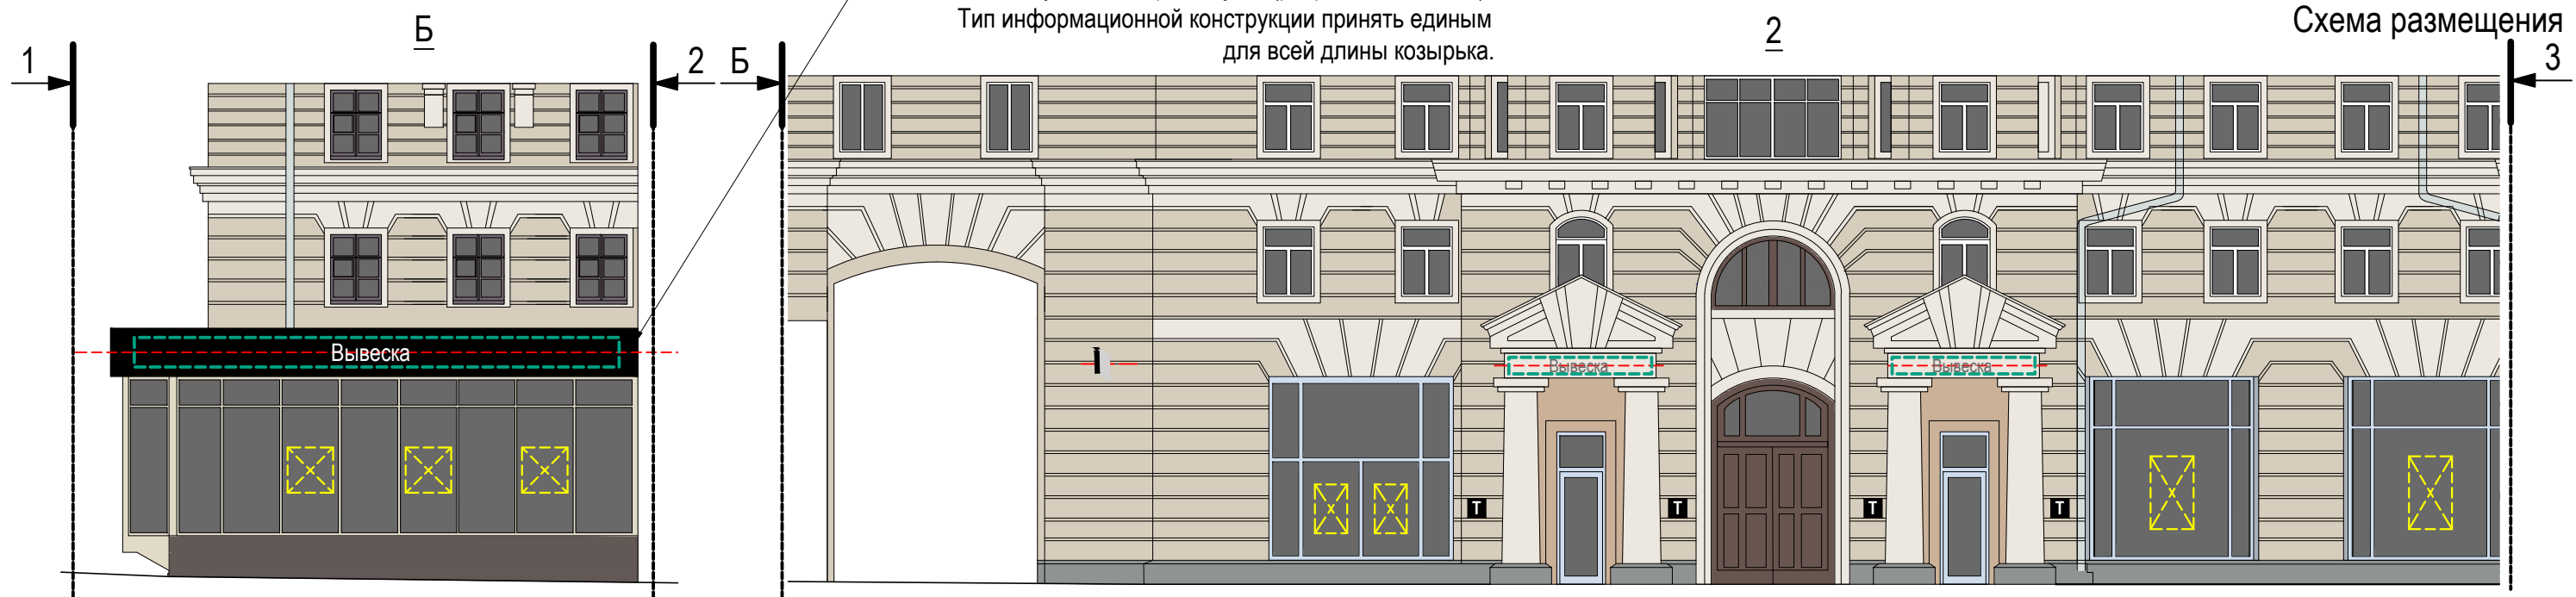 Тип информационной конструкции принять единым
для всей длины козырька.
Схема размещения
1
Б
2
Б
2
3
Вывеска
Вывеска
Вывеска
Т
Т
Т
Т